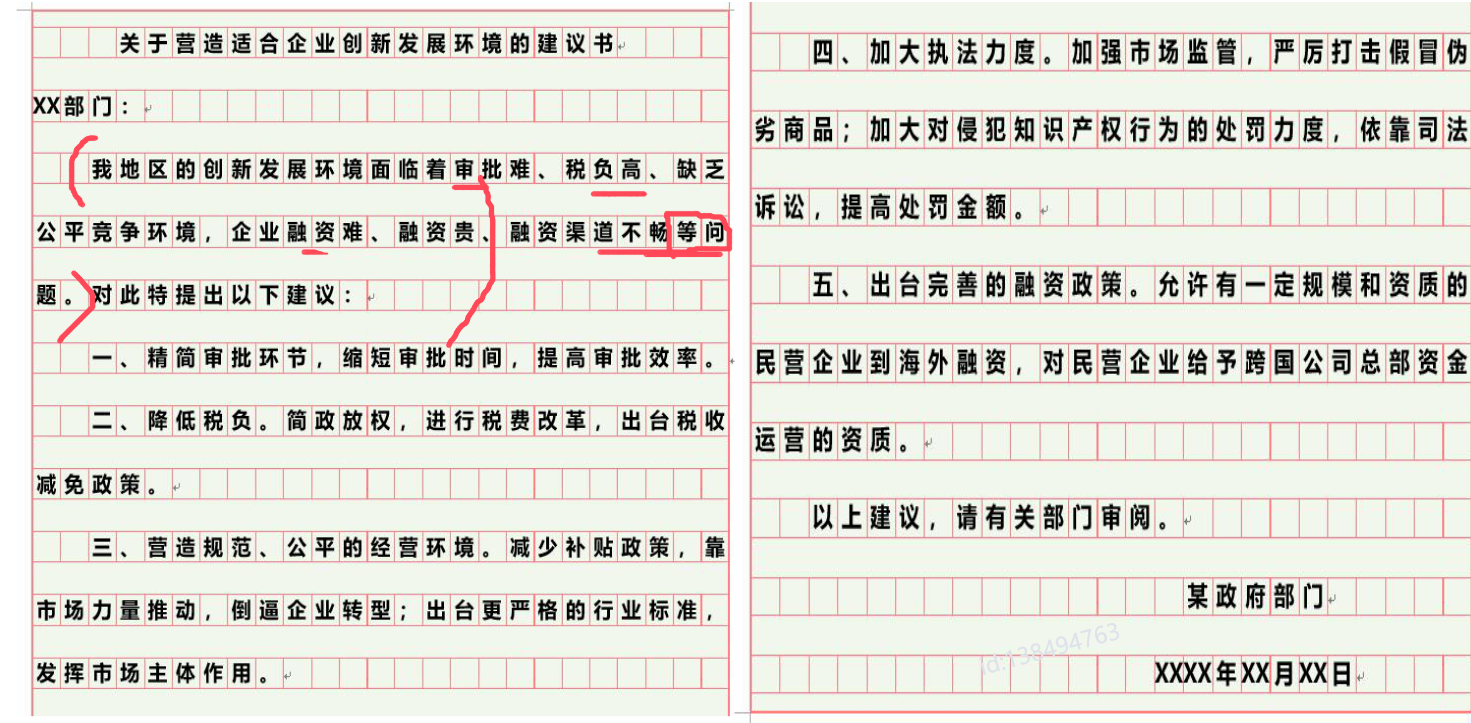 关于营造适合企业创新发展环境的建议书
XX部门：
我地区的创新发展环境面临着审批难、税负高、缺乏
公平竞争环境，企业融资难、融资贵、融资渠道不畅等问
题。对此特提出以下建议：
一、精简审批环节，缩短审批时间，提高审批效率。
二、降低税负。简政放权，进行税费改革，出台税收
减免政策。
三、营造规范、公平的经营环境。减少补贴政策，靠
市场力量推动，倒逼企业转型；出台更严格的行业标准，
发挥市场主体作用。
四、加大执法力度。加强市场监管，严厉打击假冒伪
劣商品；加大对侵犯知识产权行为的处罚力度，依靠司法
诉讼，提高处罚金额。
五、出台完善的融资政策。允许有一定规模和资质的
民营企业到海外融资，对民营企业给予跨国公司总部资金
运营的资质。
以上建议，请有关部门审阅。
某政府部门
XXXX年XX月XX日
id:138494763